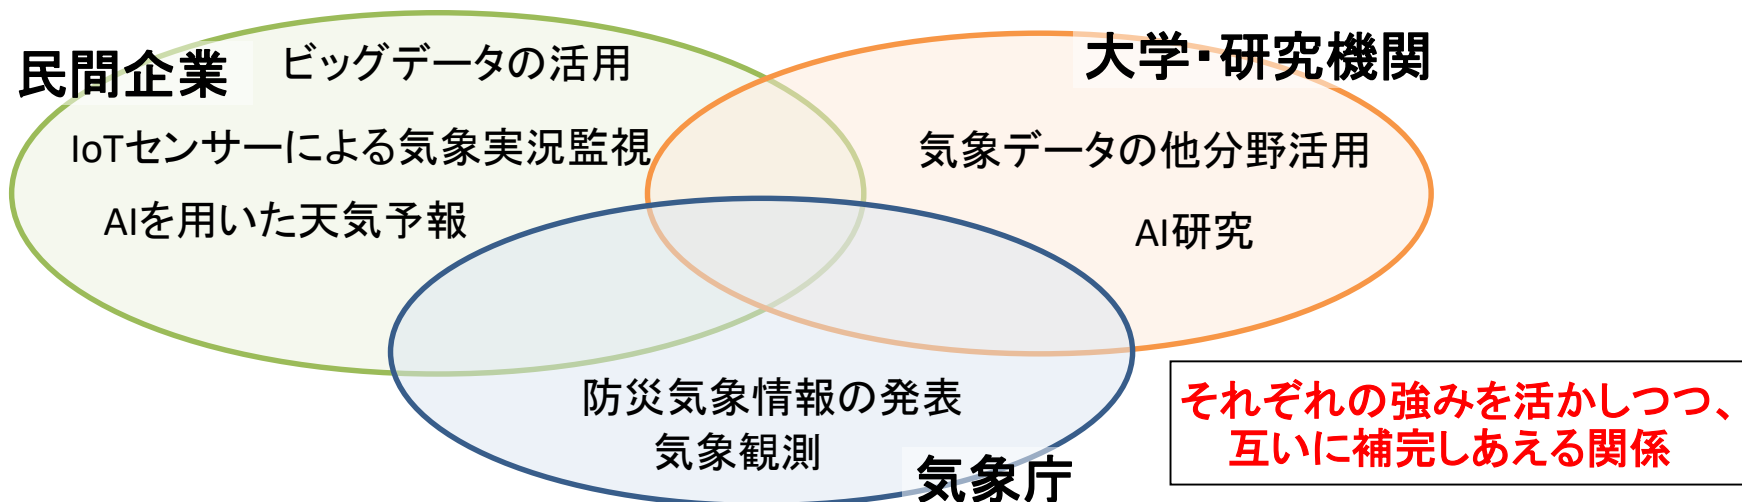 民間企業
ビッグデータの活用
IoTセンサーによる気象実況監視
AIを用いた天気予報
大学・研究機関
気象データの他分野活用
AI研究
防災気象情報の発表
気象観測
気象庁
それぞれの強みを活かしつつ、
互いに補完しあえる関係